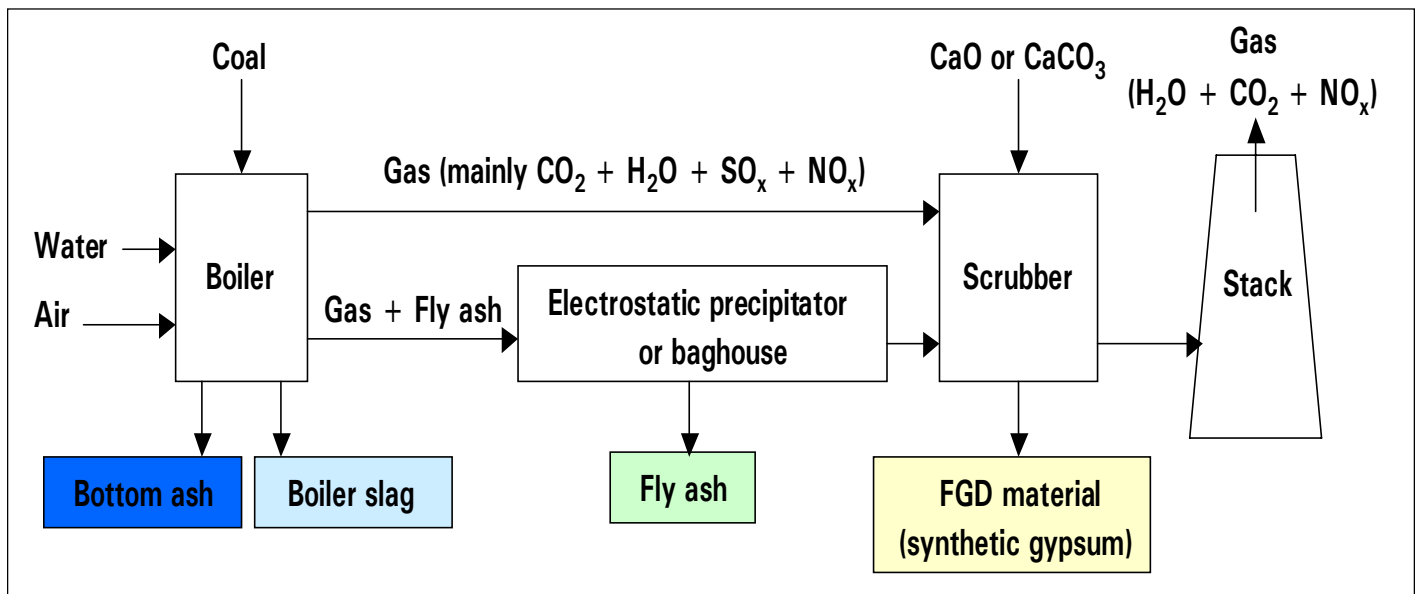 Coal
CaO or CaCO₃
Gas
(H₂O + CO₂ + NOₓ)
Gas (mainly CO₂ + H₂O + SOₓ + NOₓ)
Water
Air
Boiler
Gas + Fly ash
Electrostatic precipitator
or baghouse
Scrubber
Stack
Bottom ash
Boiler slag
Fly ash
FGD material
(synthetic gypsum)